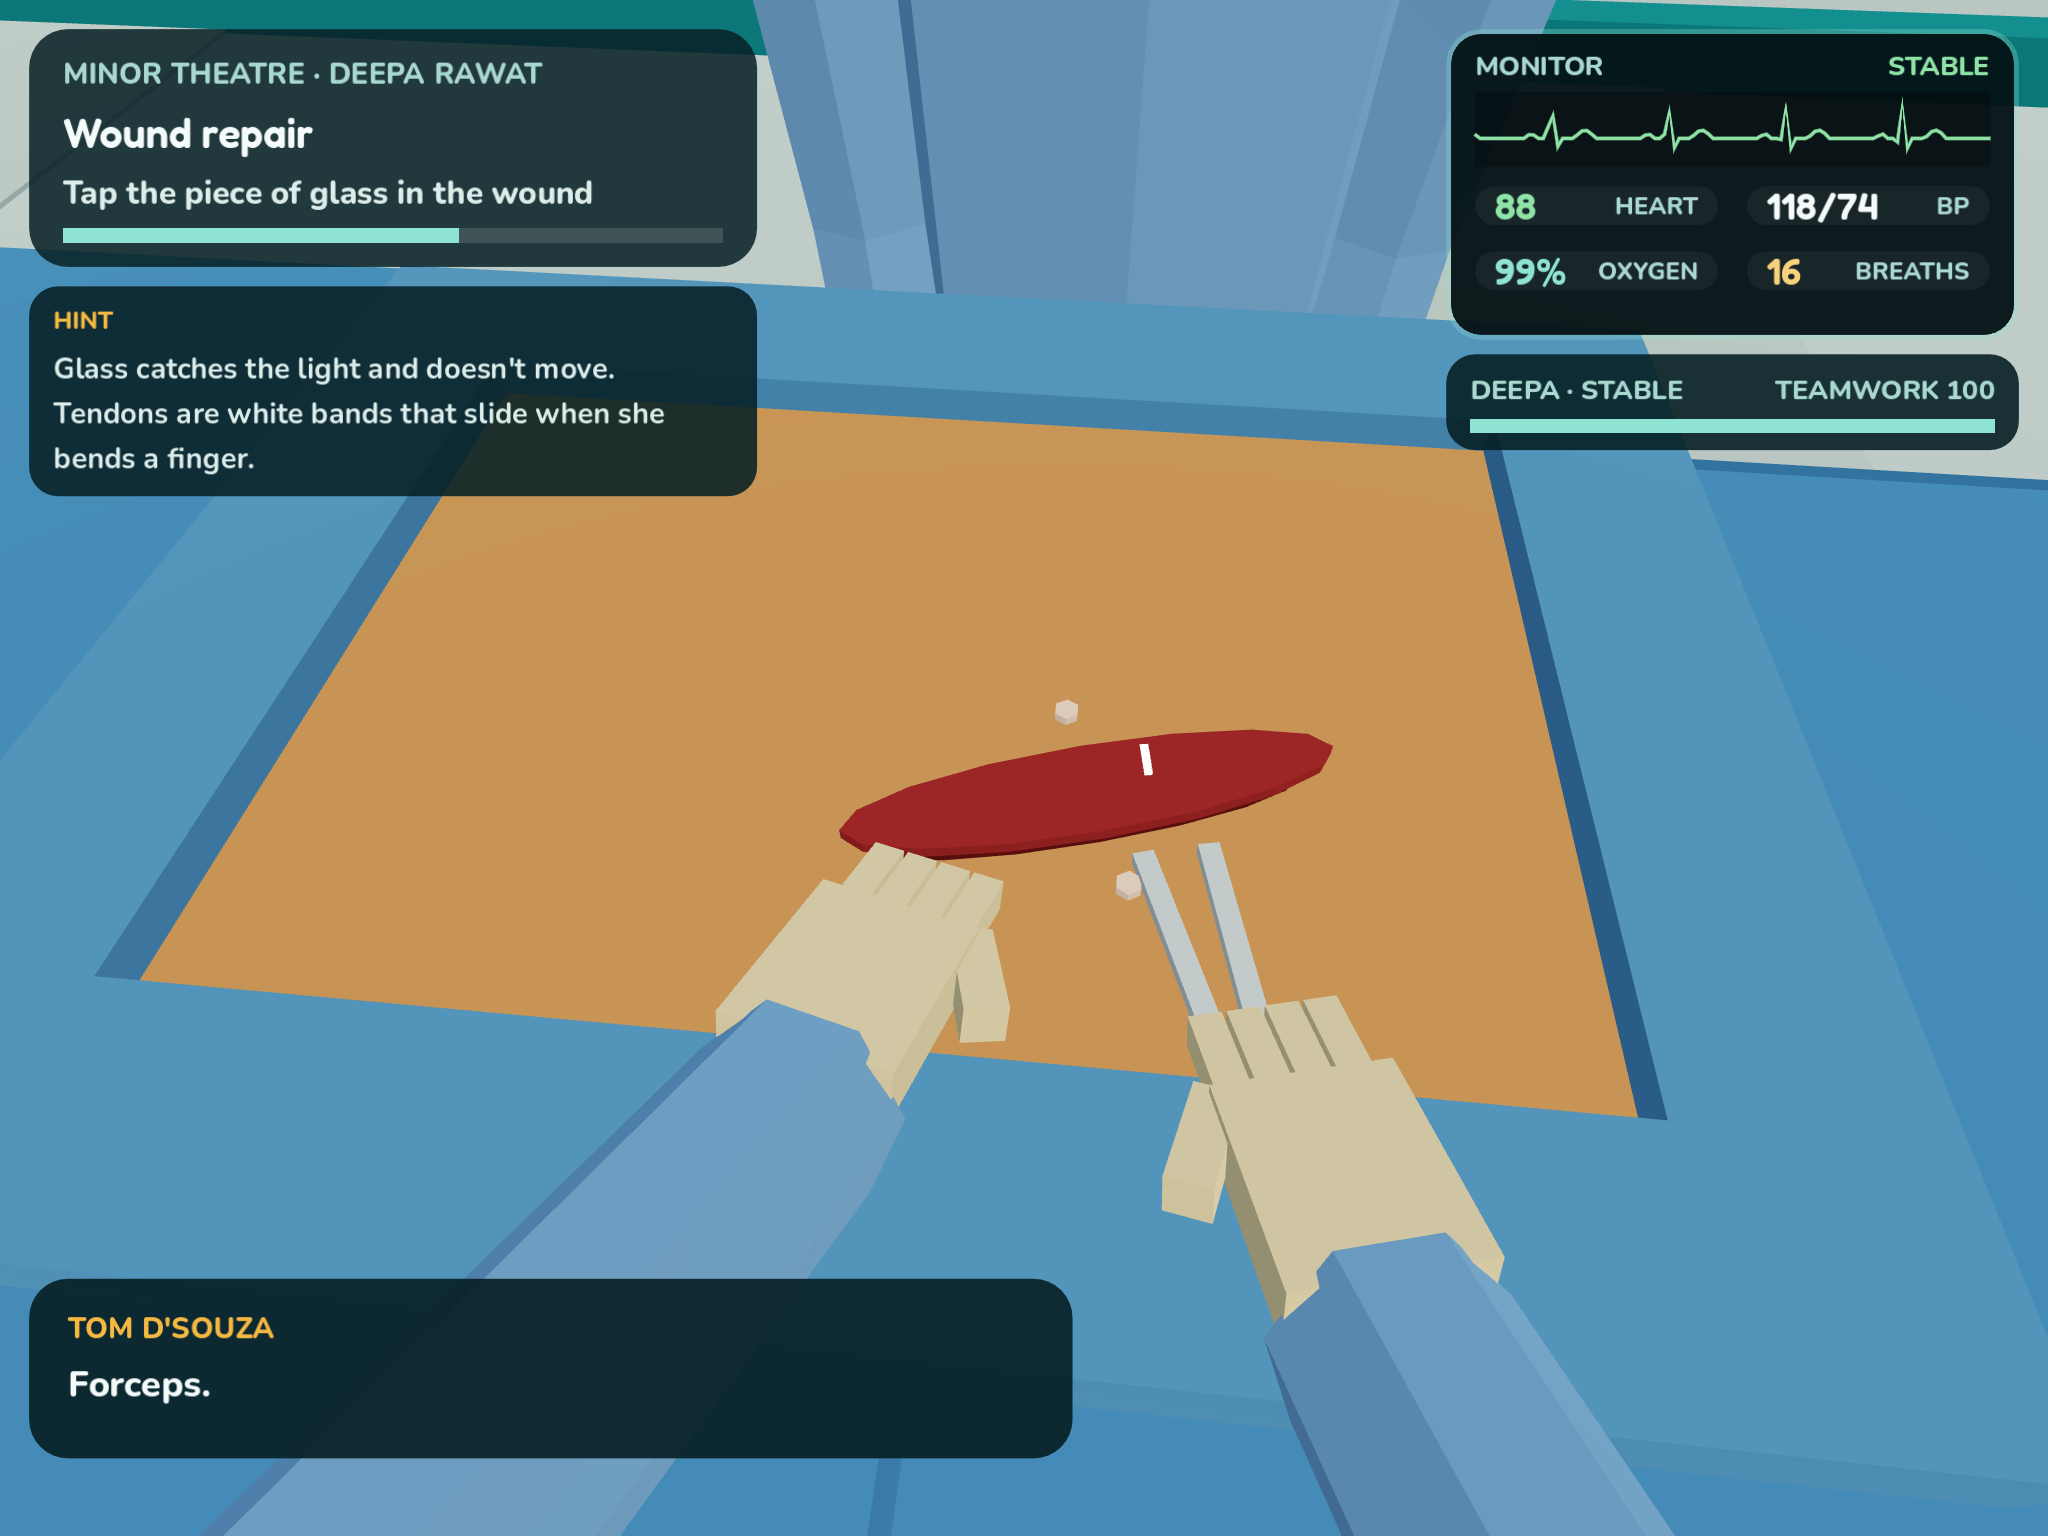 MINOR THEATRE · DEEPA RAWAT
Wound repair
Tap the piece of glass in the wound
HINT
Glass catches the light and doesn't move.
Tendons are white bands that slide when she
bends a finger.
MONITOR STABLE
88 HEART 118/74 BP
99% OXYGEN 16 BREATHS
DEEPA · STABLE TEAMWORK 100
TOM D'SOUZA
Forceps.